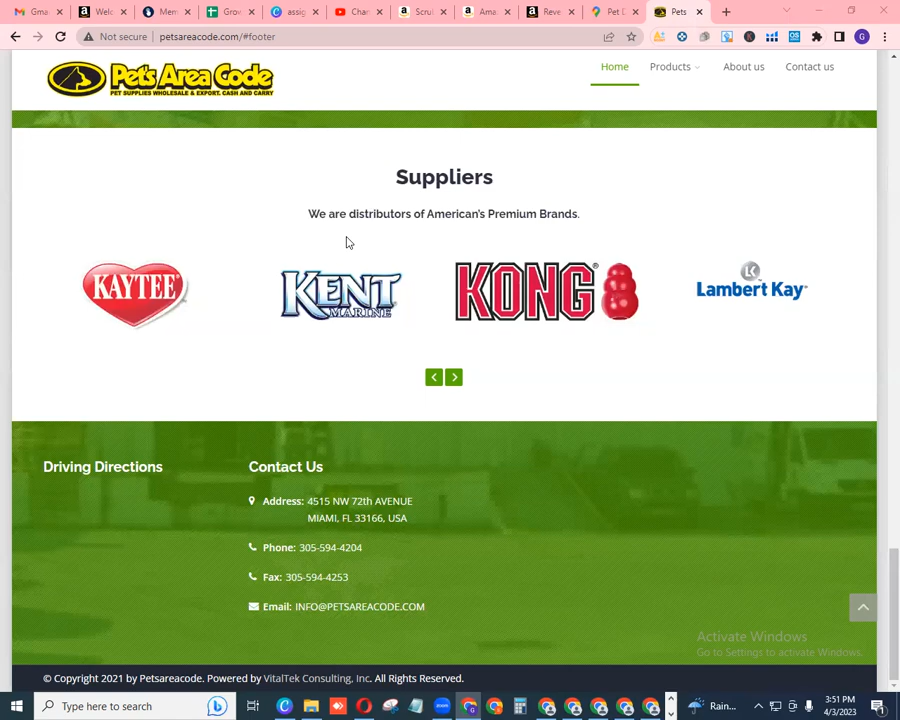 Gma
Welc
Mem
Grov
assig
Char
Scru
Ama
Reve
Pet D
Pets
Not secure
petsareacode.com/#footer
Pet's Area Code
PET SUPPLIES WHOLESALE & EXPORT. CASH AND CARRY
Home
Products
About us
Contact us
Suppliers
We are distributors of American's Premium Brands.
KAYTEE
KENT
MARINE
KONG
Lambert Kay
Driving Directions
Contact Us
Address: 4515 NW 72th AVENUE
MIAMI, FL 33166, USA
Phone: 305-594-4204
Fax: 305-594-4253
Email: INFO@PETSAREACODE.COM
Activate Windows
Go to Settings to activate Windows.
© Copyright 2021 by Petsareacode. Powered by VitalTek Consulting, Inc. All Rights Reserved.
Type here to search
Rain...
3:51 PM
4/3/2023